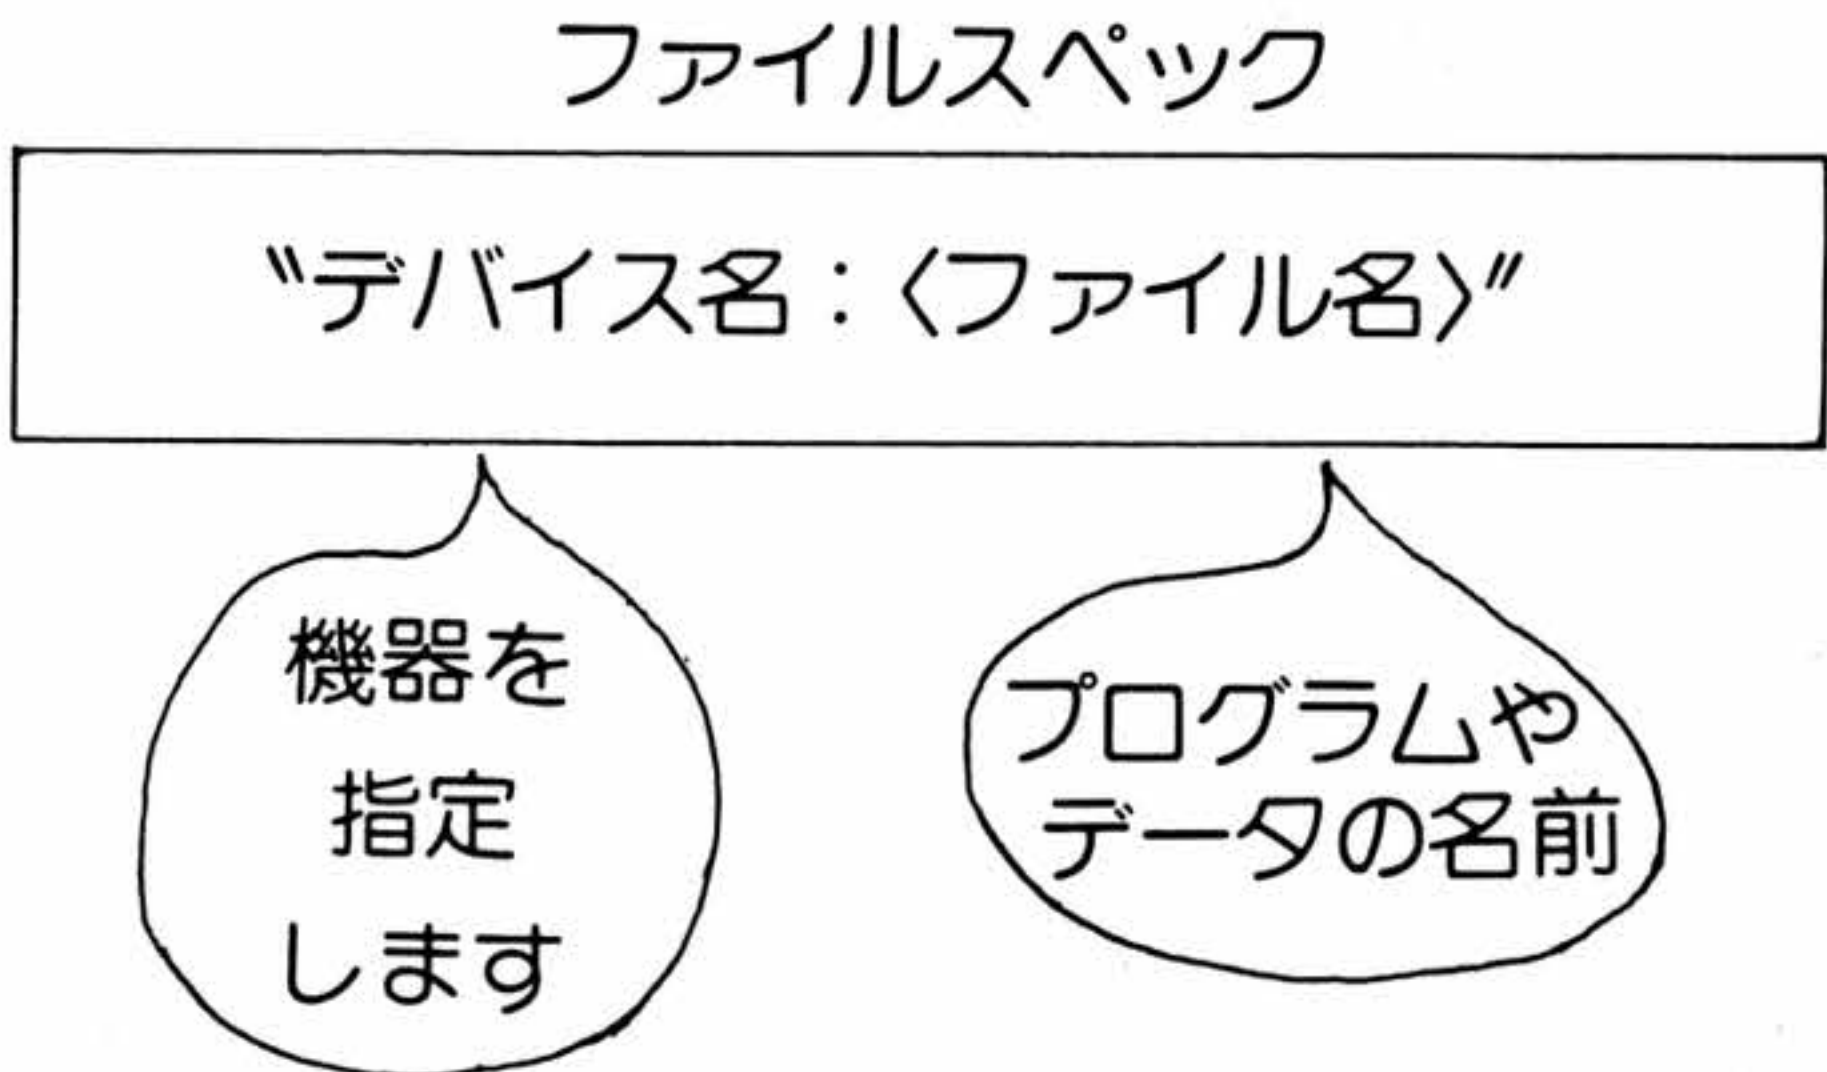 ファイルスペック
〝デバイス名：〈ファイル名〉〞
機器を
指定
します
プログラムや
データの名前